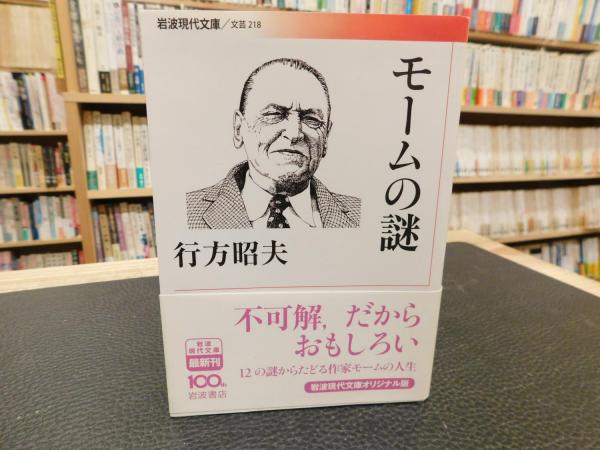 岩波現代文庫/文芸 218
モームの謎
行方昭夫
不可解，だから
おもしろい
12の謎からたどる作家モームの人生
岩波現代文庫オリジナル版
岩波
現代文庫
最新刊
100th
岩波書店